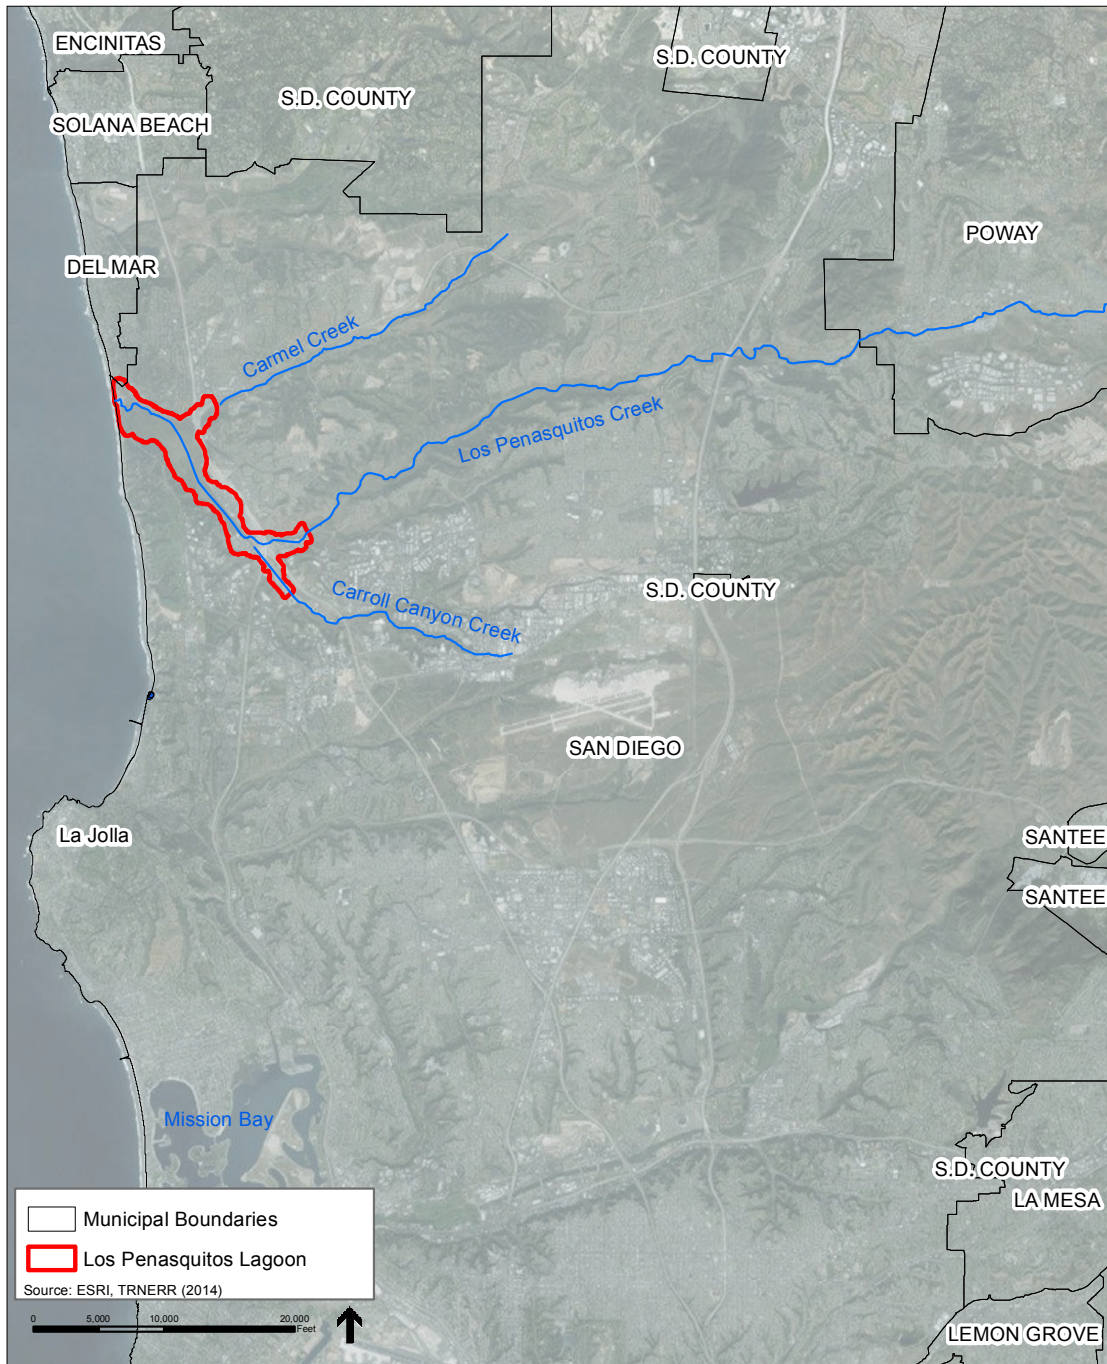 ENCINITAS
S.D. COUNTY
S.D. COUNTY
SOLANA BEACH
POWAY
DEL MAR
Carmel Creek
Los Penasquitos Creek
S.D. COUNTY
Carroll Canyon Creek
SAN DIEGO
La Jolla
SANTEE
SANTEE
Mission Bay
S.D. COUNTY
LA MESA
Municipal Boundaries
Los Penasquitos Lagoon
Source: ESRI, TRNERR (2014)
0 5,000 10,000 20,000
Feet
LEMON GROVE